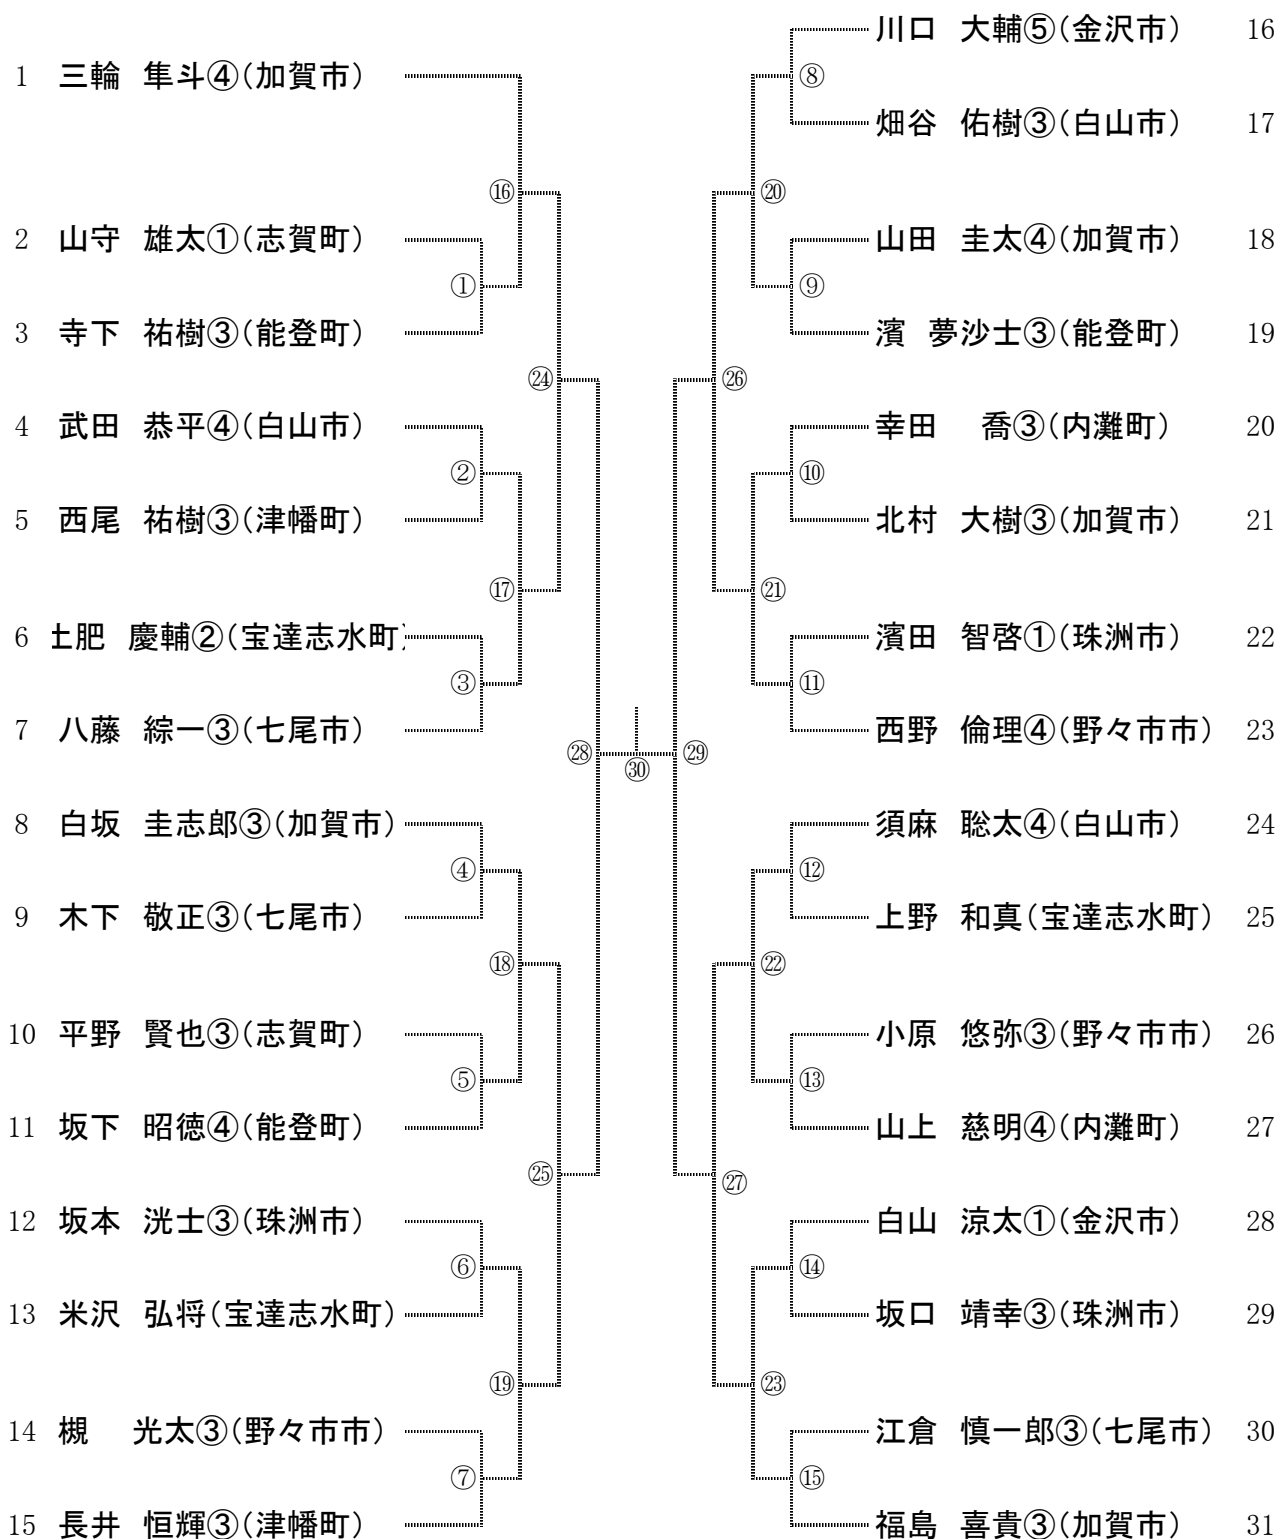 1 三輪 隼斗④(加賀市)
2 山守 雄太①(志賀町)
3 寺下 祐樹③(能登町)
4 武田 恭平④(白山市)
5 西尾 祐樹③(津幡町)
6 土肥 慶輔②(宝達志水町)
7 八藤 綜一③(七尾市)
8 白坂 圭志郎③(加賀市)
9 木下 敬正③(七尾市)
10 平野 賢也③(志賀町)
11 坂下 昭徳④(能登町)
12 坂本 洸士③(珠洲市)
13 米沢 弘将(宝達志水町)
14 槻 光太③(野々市市)
15 長井 恒輝③(津幡町)
①
②
③
④
⑤
⑥
⑦
⑯
⑰
⑱
⑲
㉔
㉕
㉘
㉚
㉙
㉖
㉗
⑳
㉑
㉒
㉓
⑧
⑨
⑩
⑪
⑫
⑬
⑭
⑮
川口 大輔⑤(金沢市) 16
畑谷 佑樹③(白山市) 17
山田 圭太④(加賀市) 18
濱 夢沙士③(能登町) 19
幸田 喬③(内灘町) 20
北村 大樹③(加賀市) 21
濱田 智啓①(珠洲市) 22
西野 倫理④(野々市市) 23
須麻 聡太④(白山市) 24
上野 和真(宝達志水町) 25
小原 悠弥③(野々市市) 26
山上 慈明④(内灘町) 27
白山 涼太①(金沢市) 28
坂口 靖幸③(珠洲市) 29
江倉 慎一郎③(七尾市) 30
福島 喜貴③(加賀市) 31